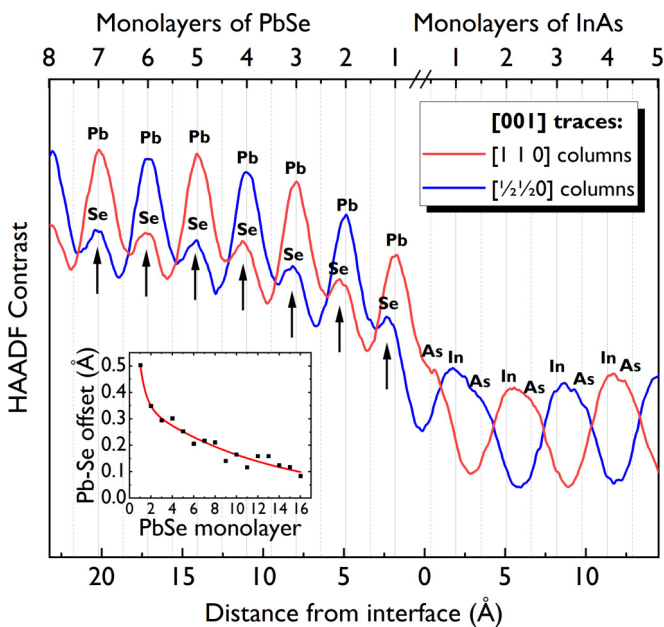 Monolayers of PbSe Monolayers of InAs
8 7 6 5 4 3 2 1 1 2 3 4 5
[001] traces:
[1 1 0] columns
[½½0] columns
Pb Pb Pb Pb Pb Pb Pb
Se Se Se Se Se Se Se
As In As In As In As In As
HAADF Contrast
Pb-Se offset (Å)
0.5
0.4
0.3
0.2
0.1
0.0
0 2 4 6 8 10 12 14 16
PbSe monolayer
20 15 10 5 0 5 10
Distance from interface (Å)